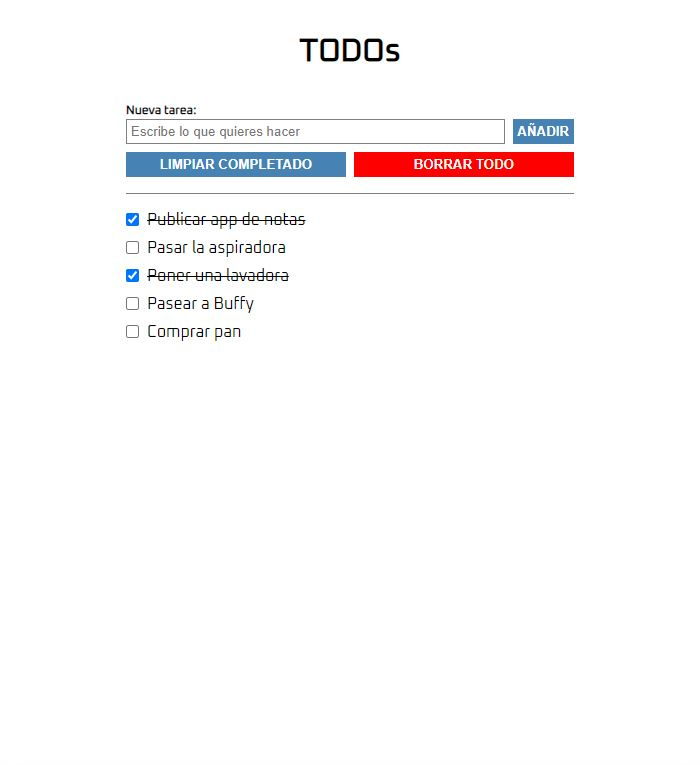 TODOs
Nueva tarea:
Escribe lo que quieres hacer
AÑADIR
LIMPIAR COMPLETADO
BORRAR TODO
Publicar app de notas
Pasar la aspiradora
Poner una lavadora
Pasear a Buffy
Comprar pan